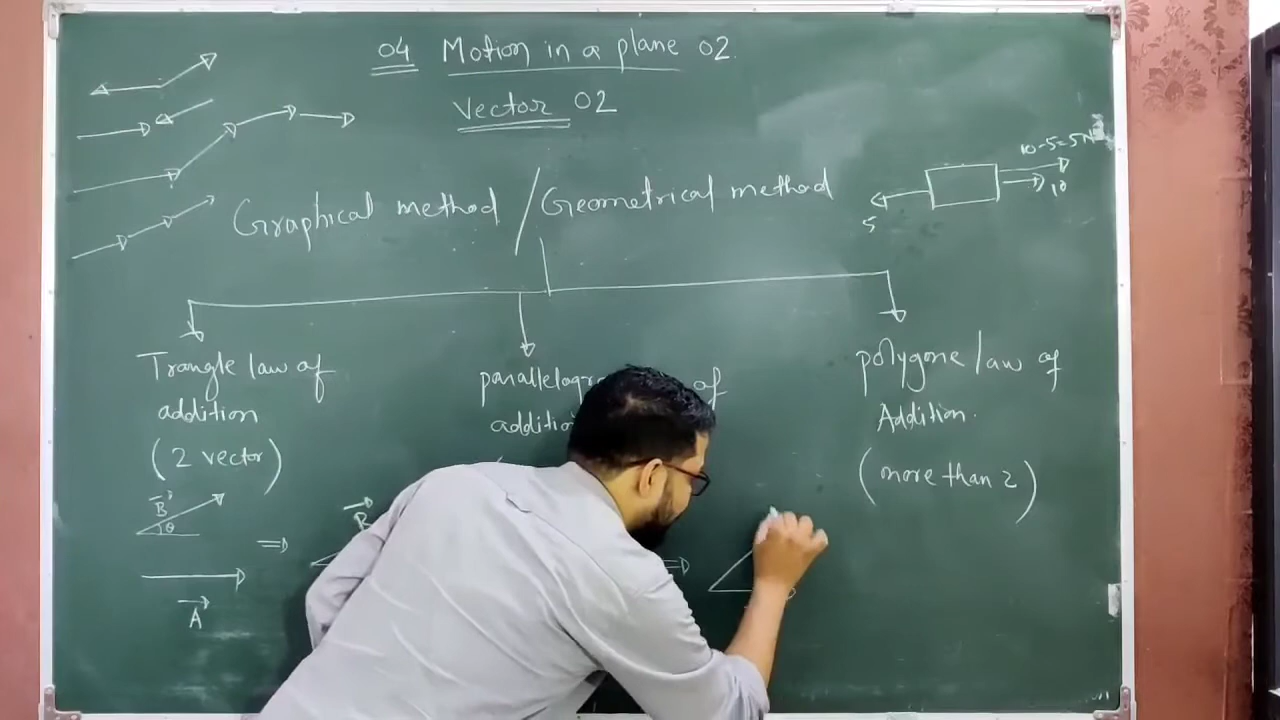 04 Motion in a plane 02
Vector 02
10-5=5N
10
5
Graphical method / Geometrical method
Trangle law of
addition
(2 vector)
B
θ
⇒
A
B
of
⇒
polygone law of
Addition.
(more than 2)